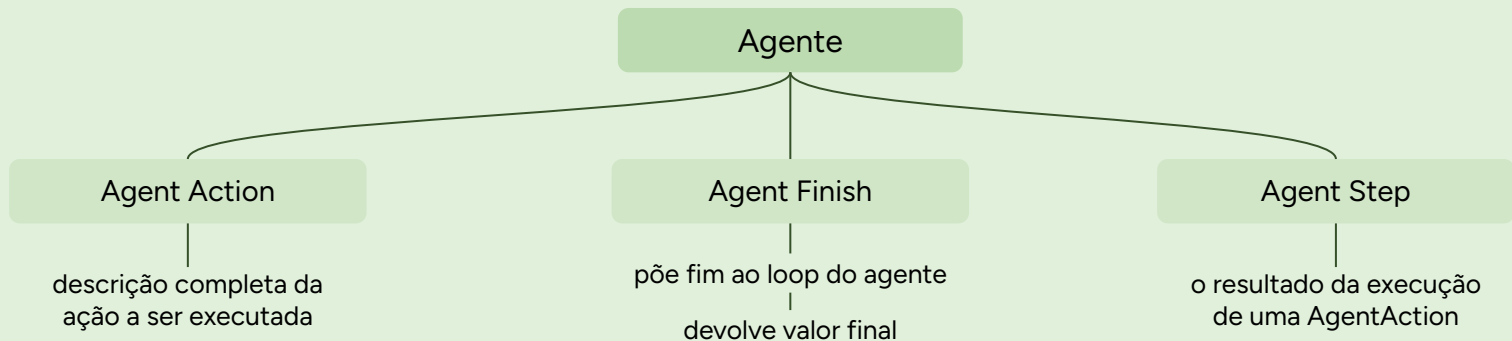 Agente
Agent Action
Agent Finish
Agent Step
descrição completa da
ação a ser executada
põe fim ao loop do agente
devolve valor final
o resultado da execução
de uma AgentAction